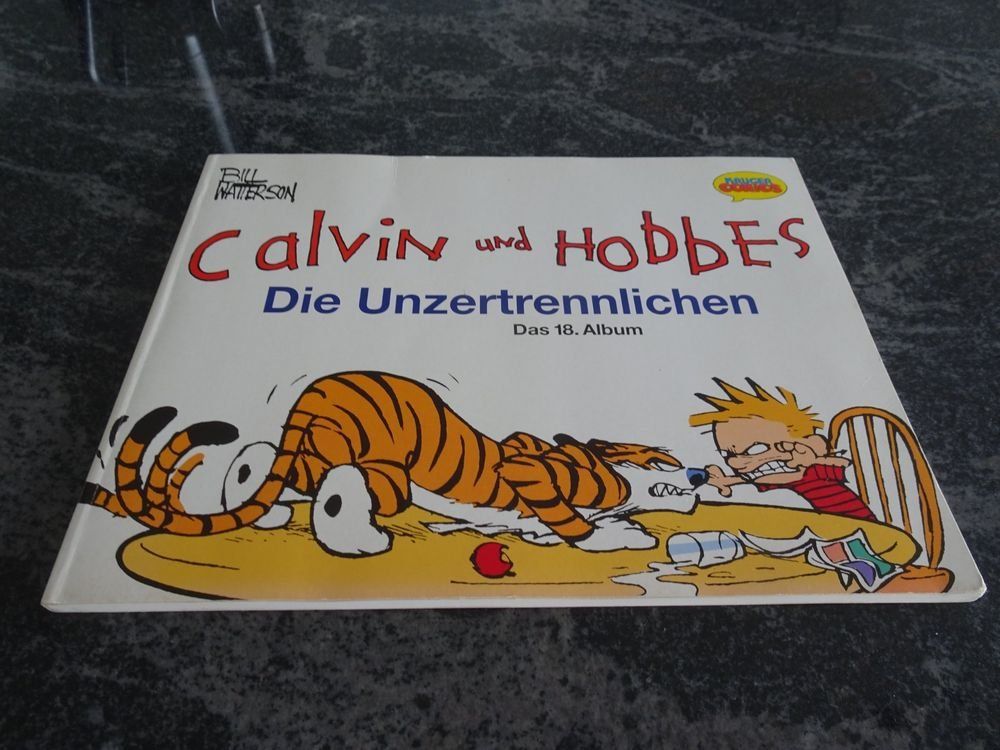 BILL
WATTERSON
KRUGER
COMICS
Calvin und HObbES
Die Unzertrennlichen
Das 18. Album